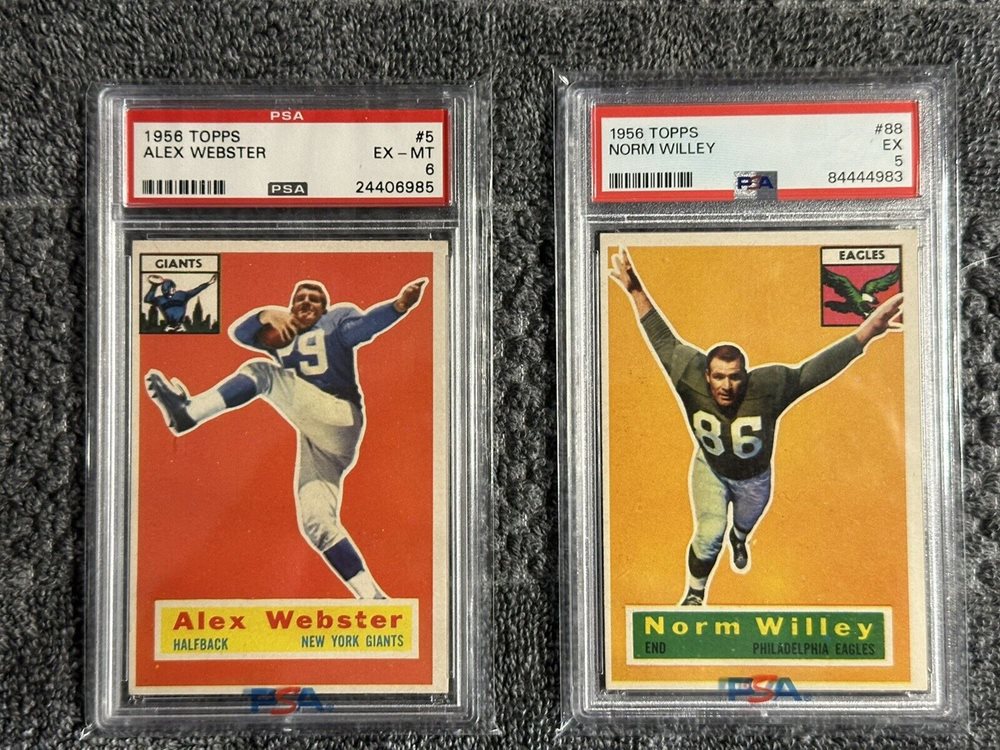 PSA
1956 TOPPS #5
ALEX WEBSTER EX - MT
6
PSA 24406985
GIANTS
29
Alex Webster
HALFBACK NEW YORK GIANTS
PSA
1956 TOPPS #88
NORM WILLEY EX
5
PSA 84444983
EAGLES
86
Norm Willey
END PHILADELPHIA EAGLES
PSA